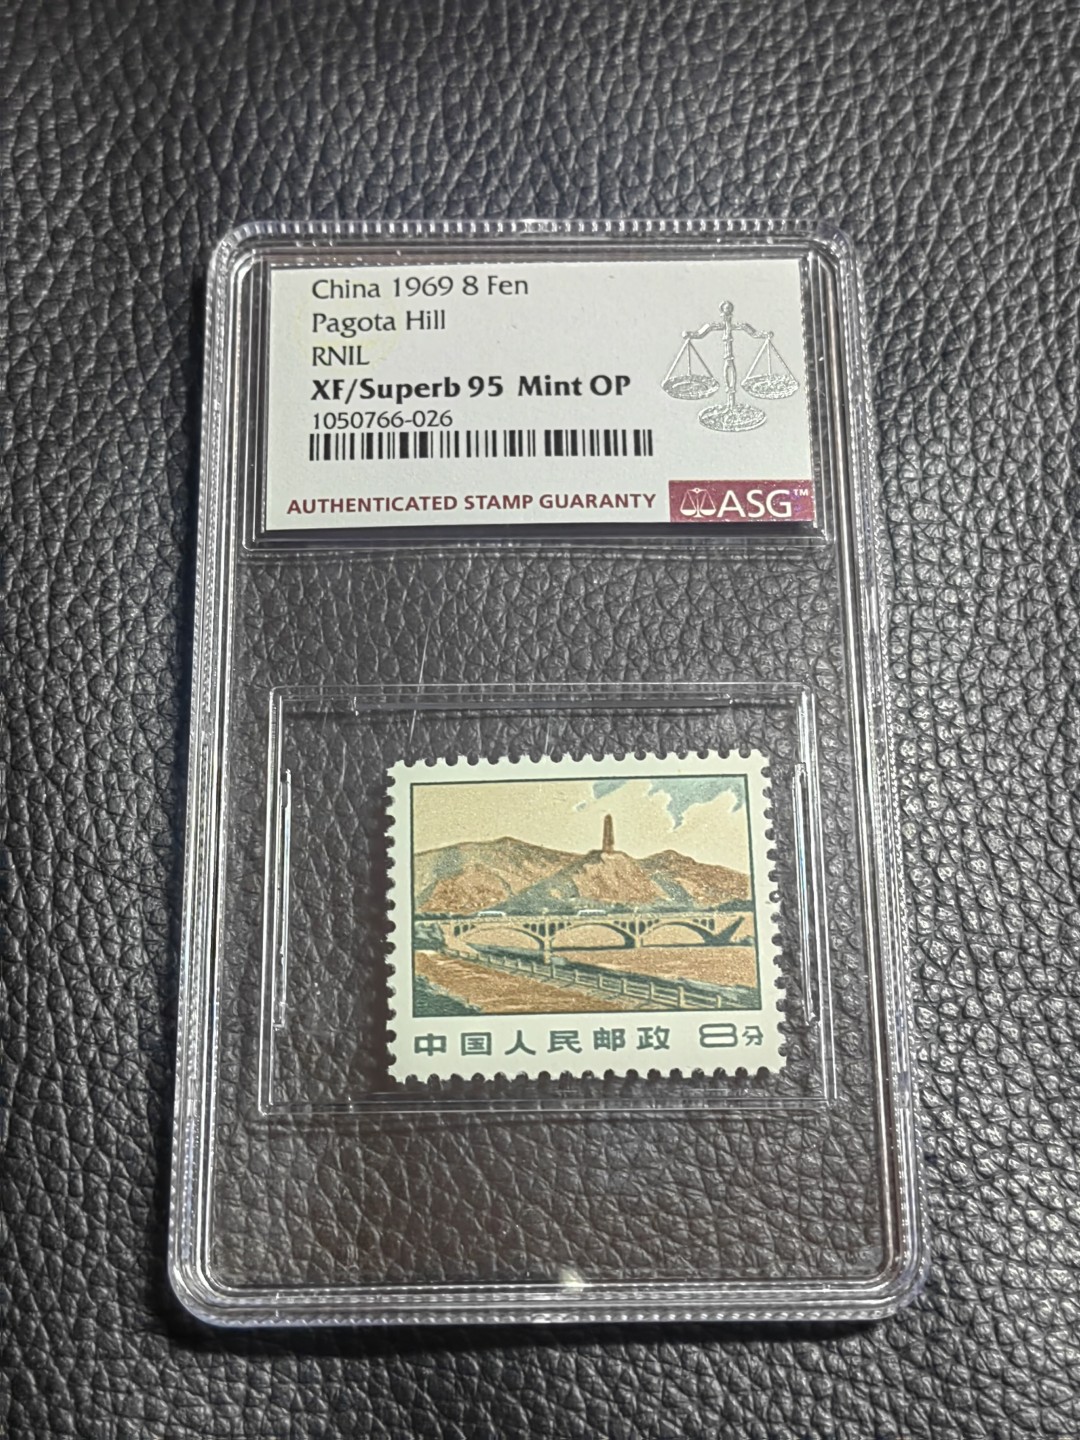 China 1969 8 Fen
Pagota Hill
RNIL
XF/Superb 95 Mint OP
1050766-026
AUTHENTICATED STAMP GUARANTY ASG™
中国人民邮政 8分